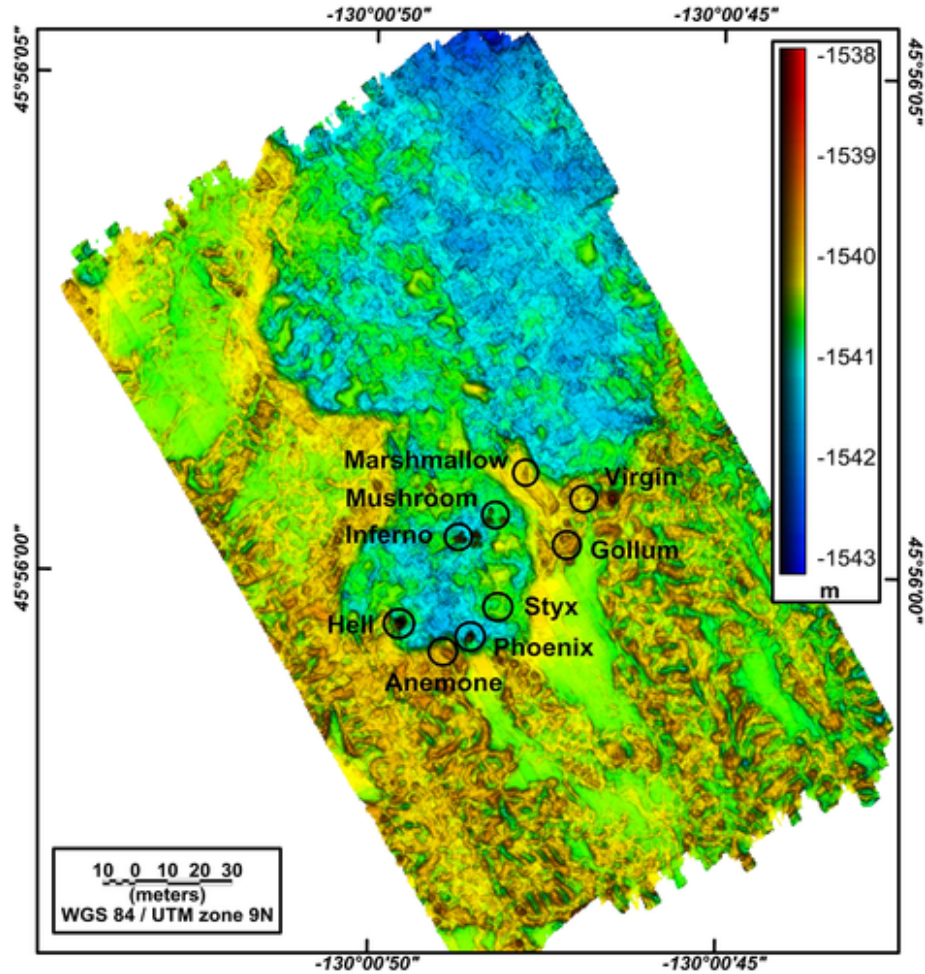 -130°00'50"
-130°00'45"
45°56'05"
45°56'05"
-1538
-1539
-1540
-1541
-1542
-1543
m
Marshmallow
Virgin
Mushroom
Inferno
Gollum
45°56'00"
45°56'00"
Styx
Hell
Phoenix
Anemone
10 0 10 20 30
(meters)
WGS 84 / UTM zone 9N
-130°00'50"
-130°00'45"